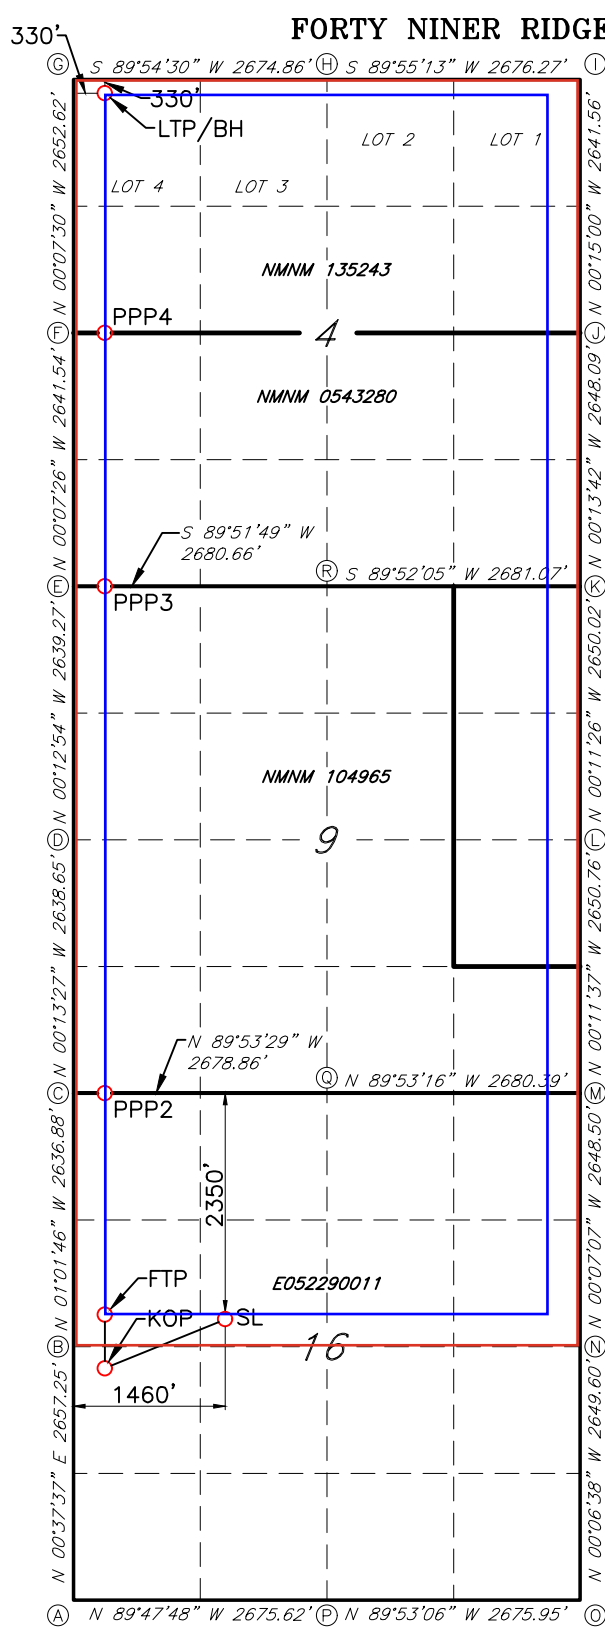 FORTY NINER RIDGE
330'
G
S 89°54'30" W 2674.86'
H
S 89°55'13" W 2676.27'
I
330'
LTP/BH
LOT 2
LOT 1
LOT 4
LOT 3
N 00°07'30" W 2652.62'
N 00°15'00" W 2641.56'
NMNM 135243
PPP4
F
4
J
NMNM 0543280
N 00°07'26" W 2641.54'
N 00°13'42" W 2648.09'
S 89°51'49" W
2680.66'
R
S 89°52'05" W 2681.07'
E
K
PPP3
N 00°12'54" W 2639.27'
N 00°11'26" W 2650.02'
NMNM 104965
D
9
L
N 00°13'27" W 2638.65'
N 00°11'37" W 2650.76'
N 89°53'29" W
2678.86'
Q
N 89°53'16" W 2680.39'
C
M
PPP2
2350'
N 01°01'46" W 2636.88'
N 00°07'07" W 2648.50'
FTP
E052290011
KOP
SL
B
16
N
1460'
N 00°37'37" E 2657.25'
N 00°06'38" W 2649.60'
A
N 89°47'48" W 2675.62'
P
N 89°53'06" W 2675.95'
O